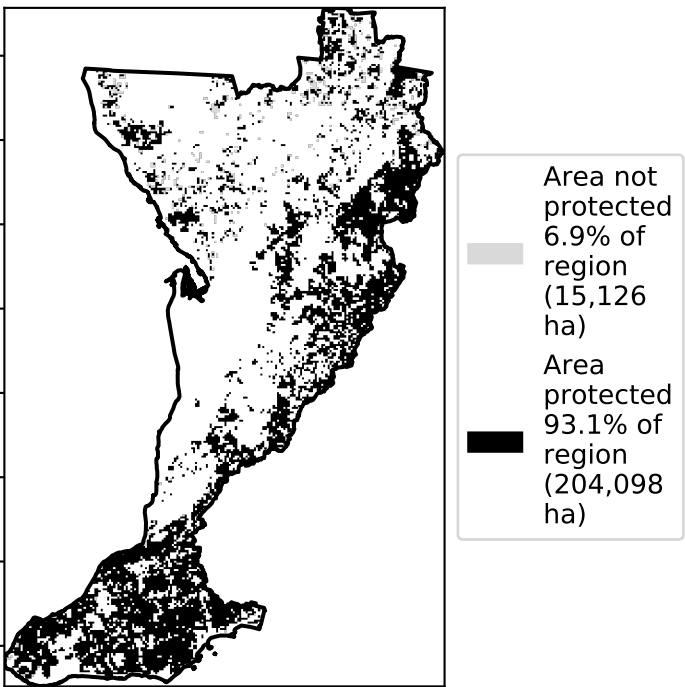 Area not
protected
6.9% of
region
(15,126
ha)
Area
protected
93.1% of
region
(204,098
ha)